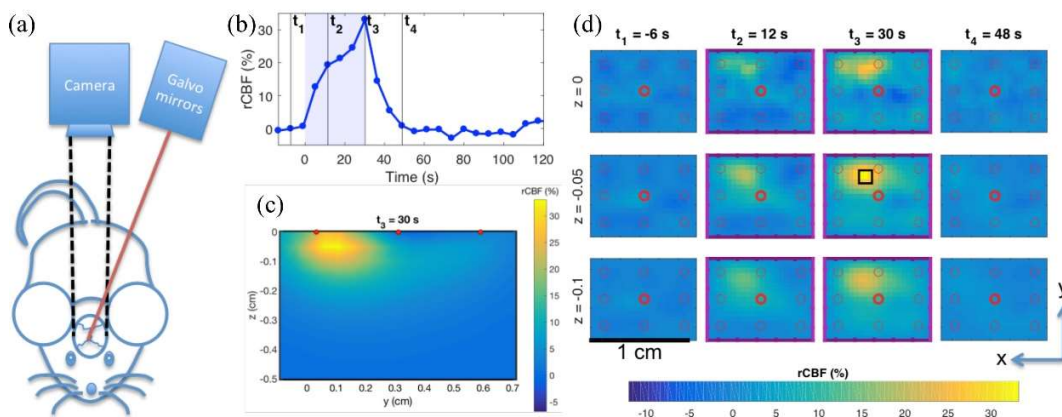 (a)
Camera
Galvo
mirrors
(b)
t1
t2
t3
t4
rCBF (%)
30
20
10
0
0
20
40
60
80
100
120
Time (s)
(c)
t3 = 30 s
rCBF (%)
z (cm)
0
-0.1
-0.2
-0.3
-0.4
-0.5
0
0.1
0.2
0.3
0.4
0.5
0.6
0.7
y (cm)
30
25
20
15
10
5
0
-5
(d)
t1 = -6 s
t2 = 12 s
t3 = 30 s
t4 = 48 s
z = 0
z = -0.05
z = -0.1
1 cm
y
x
rCBF (%)
-10
-5
0
5
10
15
20
25
30